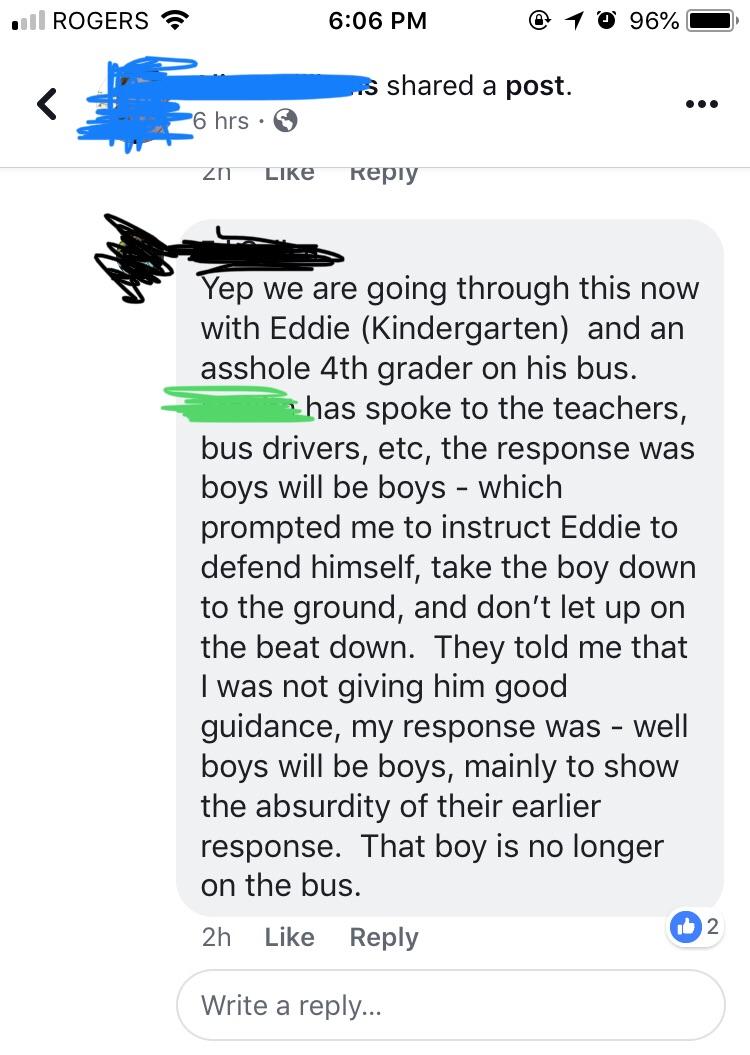 ROGERS 6:06 PM 96%
s shared a post.
6 hrs ·
2h Like Reply
Yep we are going through this now
with Eddie (Kindergarten)  and an
asshole 4th grader on his bus.
has spoke to the teachers,
bus drivers, etc, the response was
boys will be boys - which
prompted me to instruct Eddie to
defend himself, take the boy down
to the ground, and don't let up on
the beat down.  They told me that
I was not giving him good
guidance, my response was - well
boys will be boys, mainly to show
the absurdity of their earlier
response.  That boy is no longer
on the bus.
2h Like Reply 2
Write a reply...